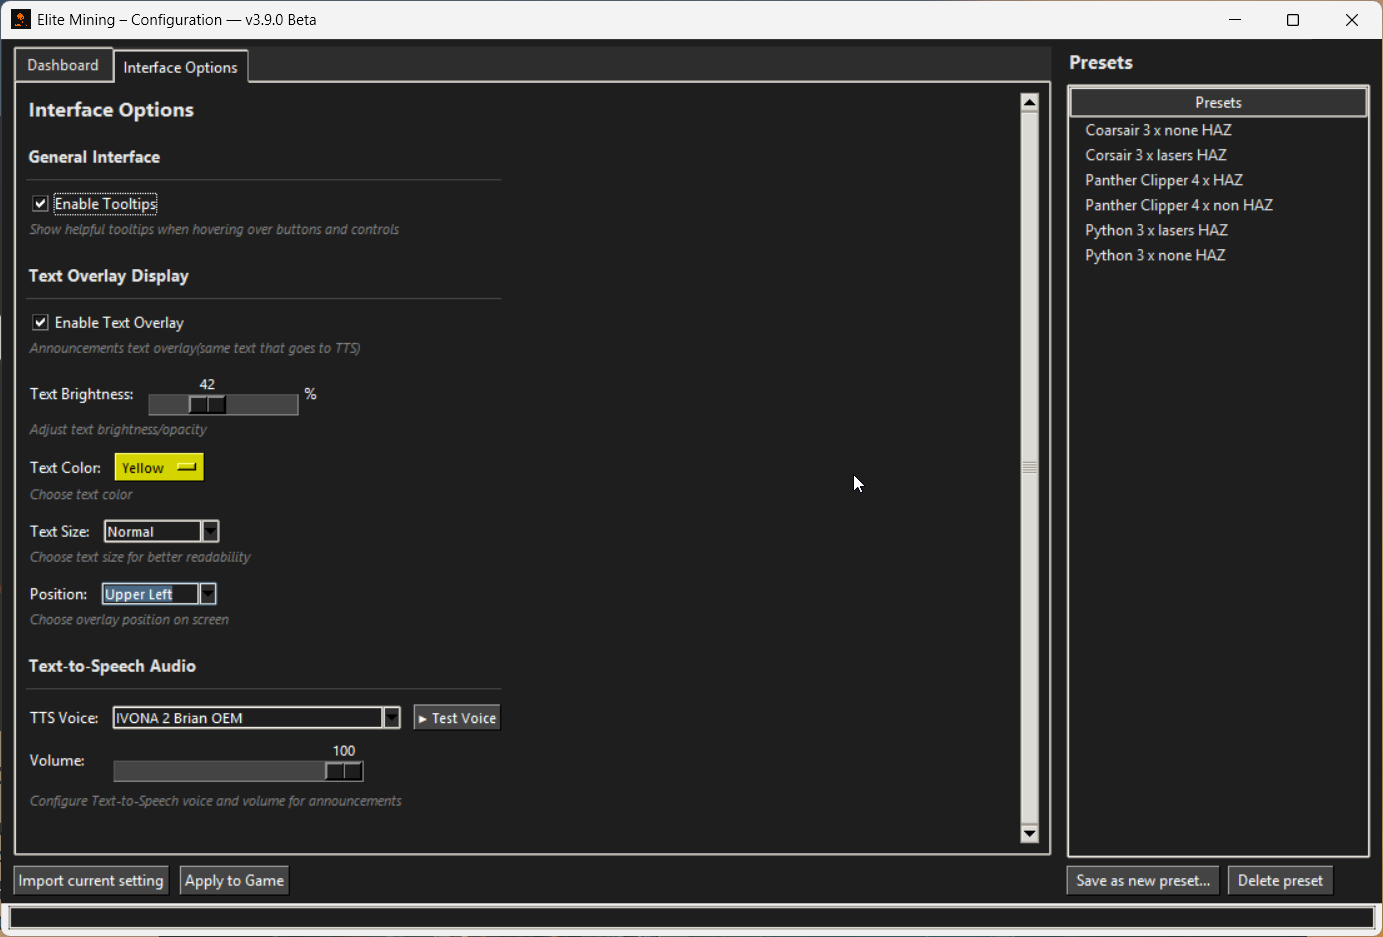 Elite Mining – Configuration — v3.9.0 Beta
Dashboard
Interface Options
Interface Options
General Interface
Enable Tooltips
Show helpful tooltips when hovering over buttons and controls
Text Overlay Display
Enable Text Overlay
Announcements text overlay(same text that goes to TTS)
Text Brightness: 42 %
Adjust text brightness/opacity
Text Color: Yellow
Choose text color
Text Size: Normal
Choose text size for better readability
Position: Upper Left
Choose overlay position on screen
Text-to-Speech Audio
TTS Voice: IVONA 2 Brian OEM ▸ Test Voice
Volume: 100
Configure Text-to-Speech voice and volume for announcements
Import current setting
Apply to Game
Presets
Presets
Coarsair 3 x none HAZ
Corsair 3 x lasers HAZ
Panther Clipper 4 x HAZ
Panther Clipper 4 x non HAZ
Python 3 x lasers HAZ
Python 3 x none HAZ
Save as new preset...
Delete preset